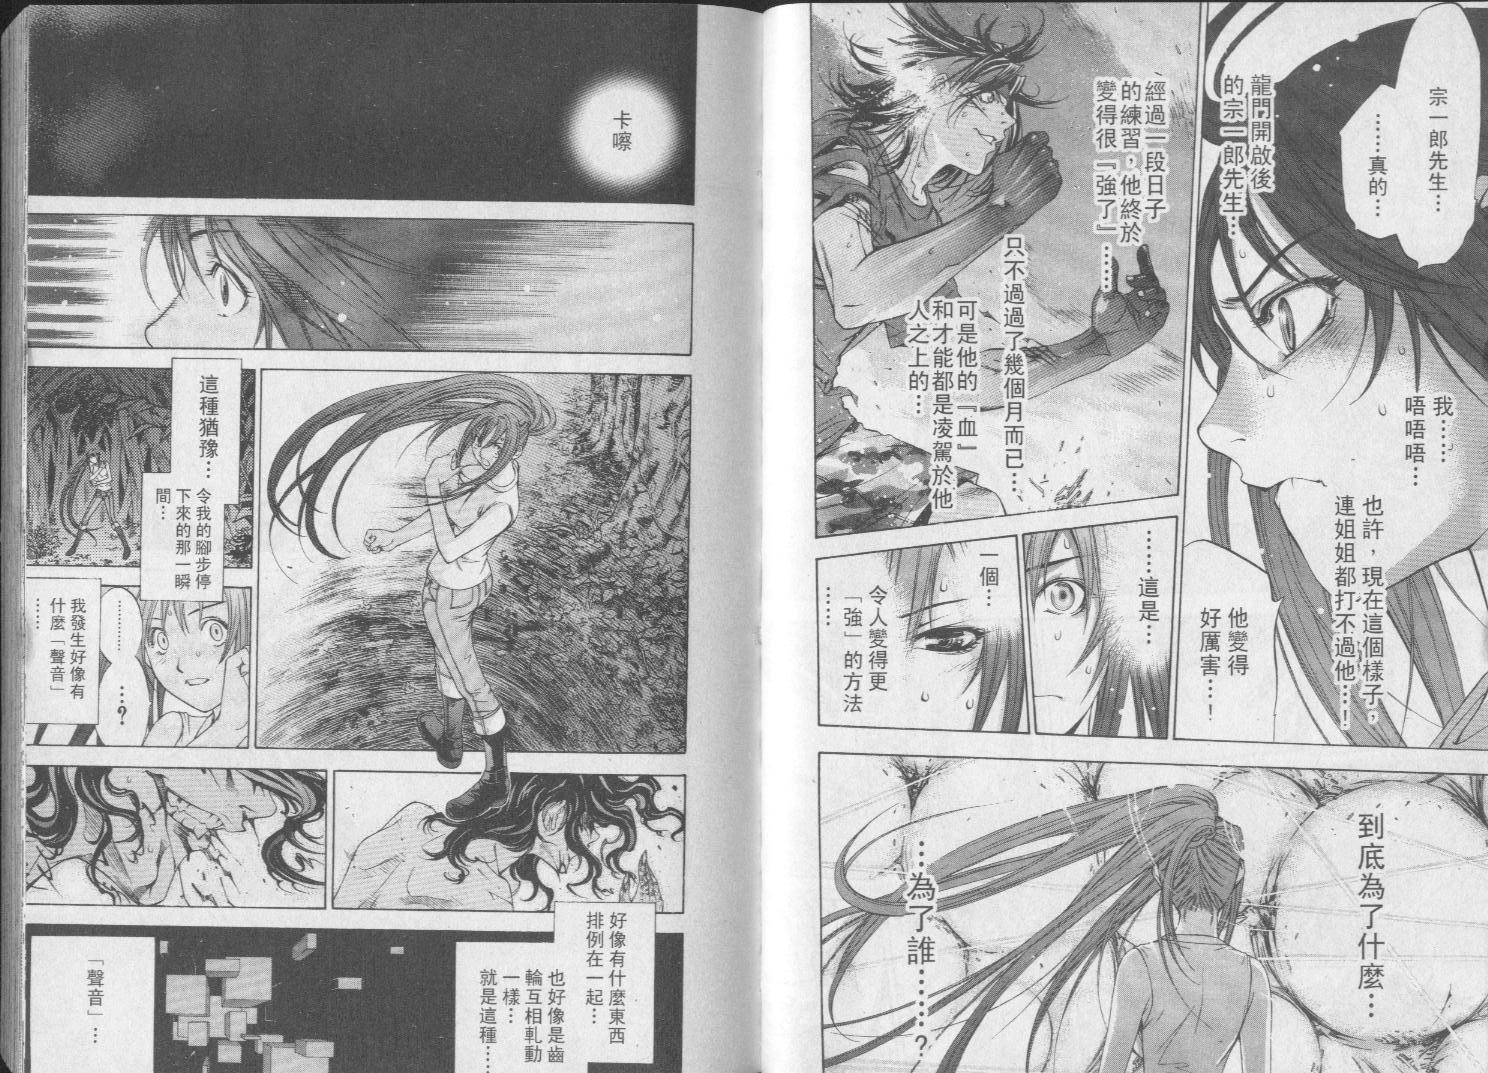 宗一郎先生…
……真的…
龍門開啟後
的宗一郎先生…
我……
唔唔唔…
也許，現在這個樣子，
連姐姐都打不過他…！
他變得
好厲害…！
經過一段日子
的練習，他終於
變得很『強了』……
只不過過了幾個月而已…
可是他的『血』
和才能都是凌駕於他
人之上的…
……這是…
一個…
令人變得更
「強」的方法
……
到底為了什麼…
…為了誰……？
卡嚓
這種猶豫…
令我的腳步停
下來的那一瞬
間…
…………
…？
我發生好像有
什麼「聲音」
……
好像有什麼東西
排例在一起…
也好像是齒
輪互相軋動
一樣…
就是這種……
「聲音」…